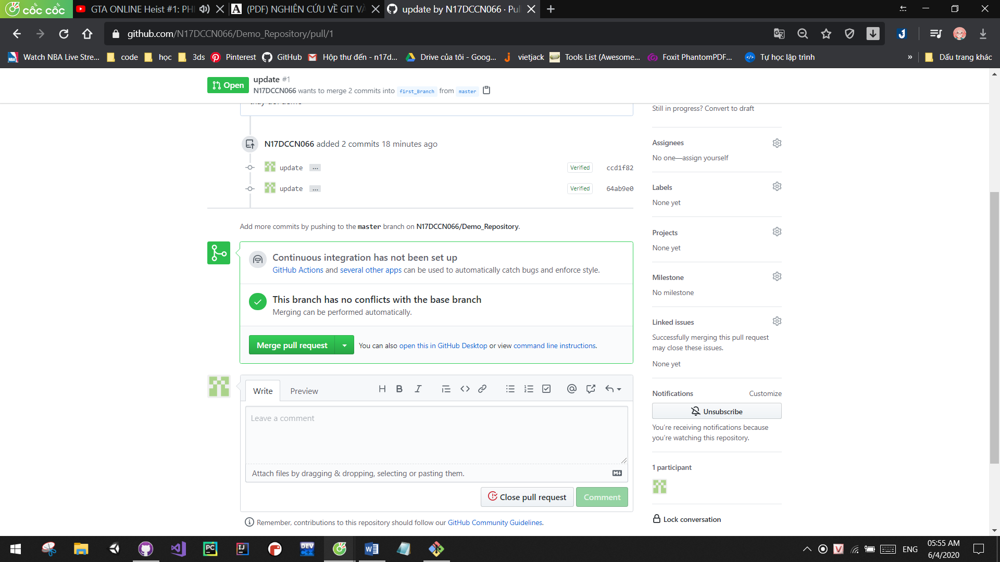 cốc cốc
GTA ONLINE Heist #1: PH
(PDF) NGHIÊN CỨU VỀ GIT VÀ
update by N17DCCN066 · Pul
github.com/N17DCCN066/Demo_Repository/pull/1
Watch NBA Live Stre...
code
học
3ds
Pinterest
GitHub
Hộp thư đến - n17d...
Drive của tôi - Goog...
vietjack
Tools List (Awesome...
Foxit PhantomPDF...
Tự học lập trình
»
Dấu trang khác
Open
update #1
N17DCCN066 wants to merge 2 commits into first_Branch from master
N17DCCN066 added 2 commits 18 minutes ago
update ... Verified ccd1f82
update ... Verified 64ab9e0
Add more commits by pushing to the master branch on N17DCCN066/Demo_Repository.
Continuous integration has not been set up
GitHub Actions and several other apps can be used to automatically catch bugs and enforce style.
This branch has no conflicts with the base branch
Merging can be performed automatically.
Merge pull request
You can also open this in GitHub Desktop or view command line instructions.
Write
Preview
Leave a comment
Attach files by dragging & dropping, selecting or pasting them.
Close pull request
Comment
Remember, contributions to this repository should follow our GitHub Community Guidelines.
Still in progress? Convert to draft
Assignees
No one—assign yourself
Labels
None yet
Projects
None yet
Milestone
No milestone
Linked issues
Successfully merging this pull request
may close these issues.
None yet
Notifications
Customize
Unsubscribe
You're receiving notifications because
you're watching this repository.
1 participant
Lock conversation
ENG
05:55 AM
6/4/2020